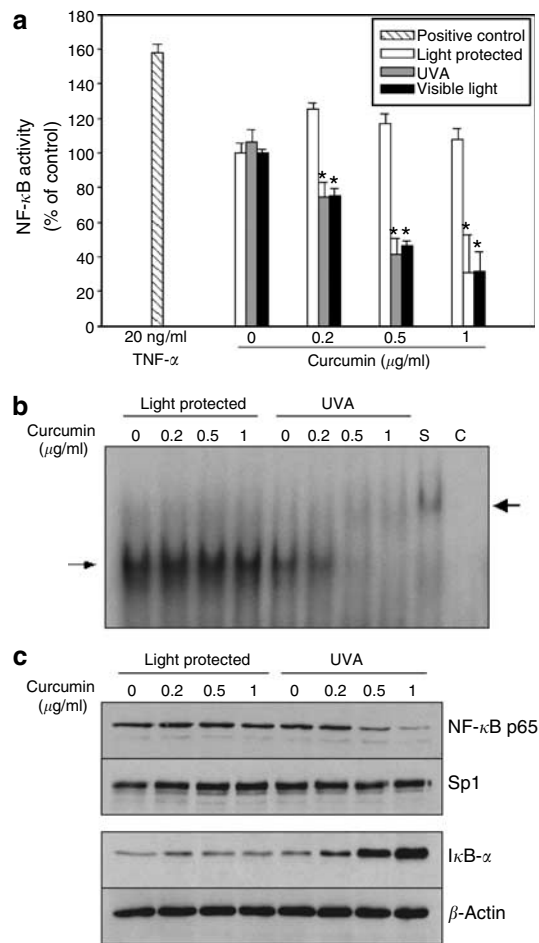 a
180
160
140
120
100
80
60
40
20
0
NF-κB activity
(% of control)
Positive control
Light protected
UVA
Visible light
* *
**
* *
20 ng/ml
TNF-α
0 0.2 0.5 1
Curcumin (μg/ml)
b
Light protected UVA
Curcumin 0 0.2 0.5 1 0 0.2 0.5 1 S C
(μg/ml)
c
Light protected UVA
Curcumin 0 0.2 0.5 1 0 0.2 0.5 1
(μg/ml)
NF-κB p65
Sp1
IκB-α
β-Actin